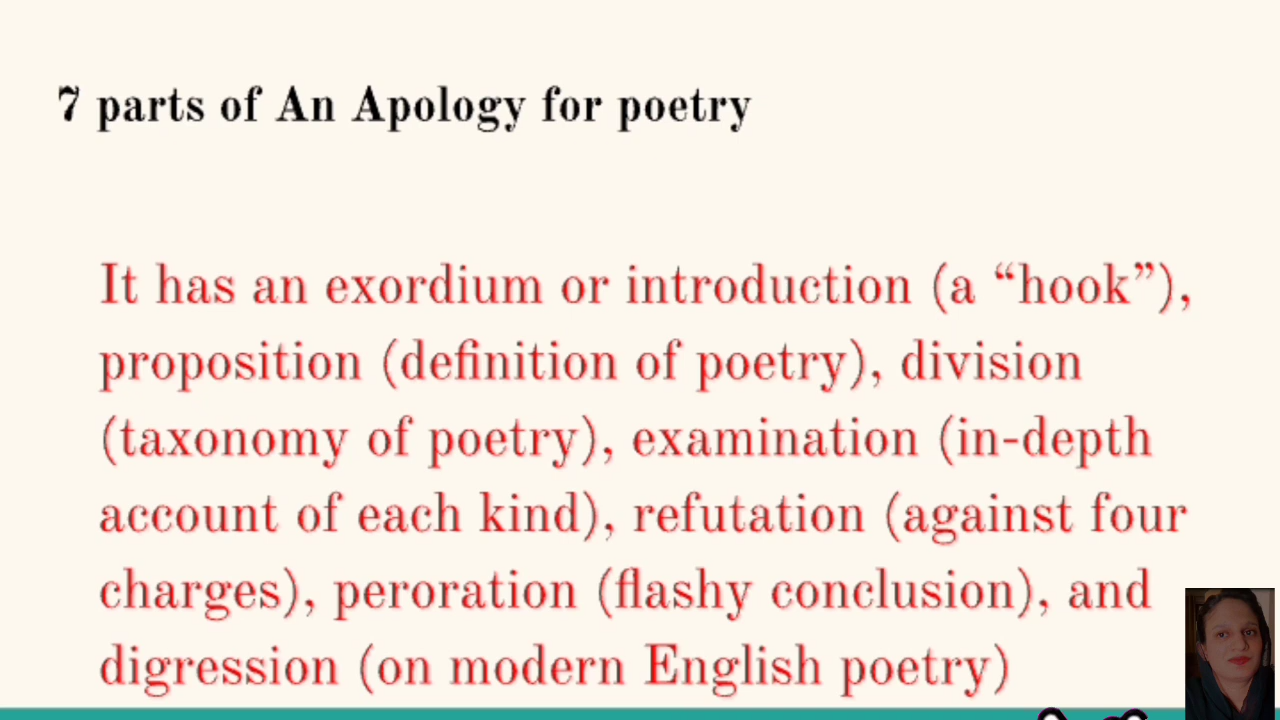 7 parts of An Apology for poetry
It has an exordium or introduction (a “hook”),
proposition (definition of poetry), division
(taxonomy of poetry), examination (in-depth
account of each kind), refutation (against four
charges), peroration (flashy conclusion), and
digression (on modern English poetry)